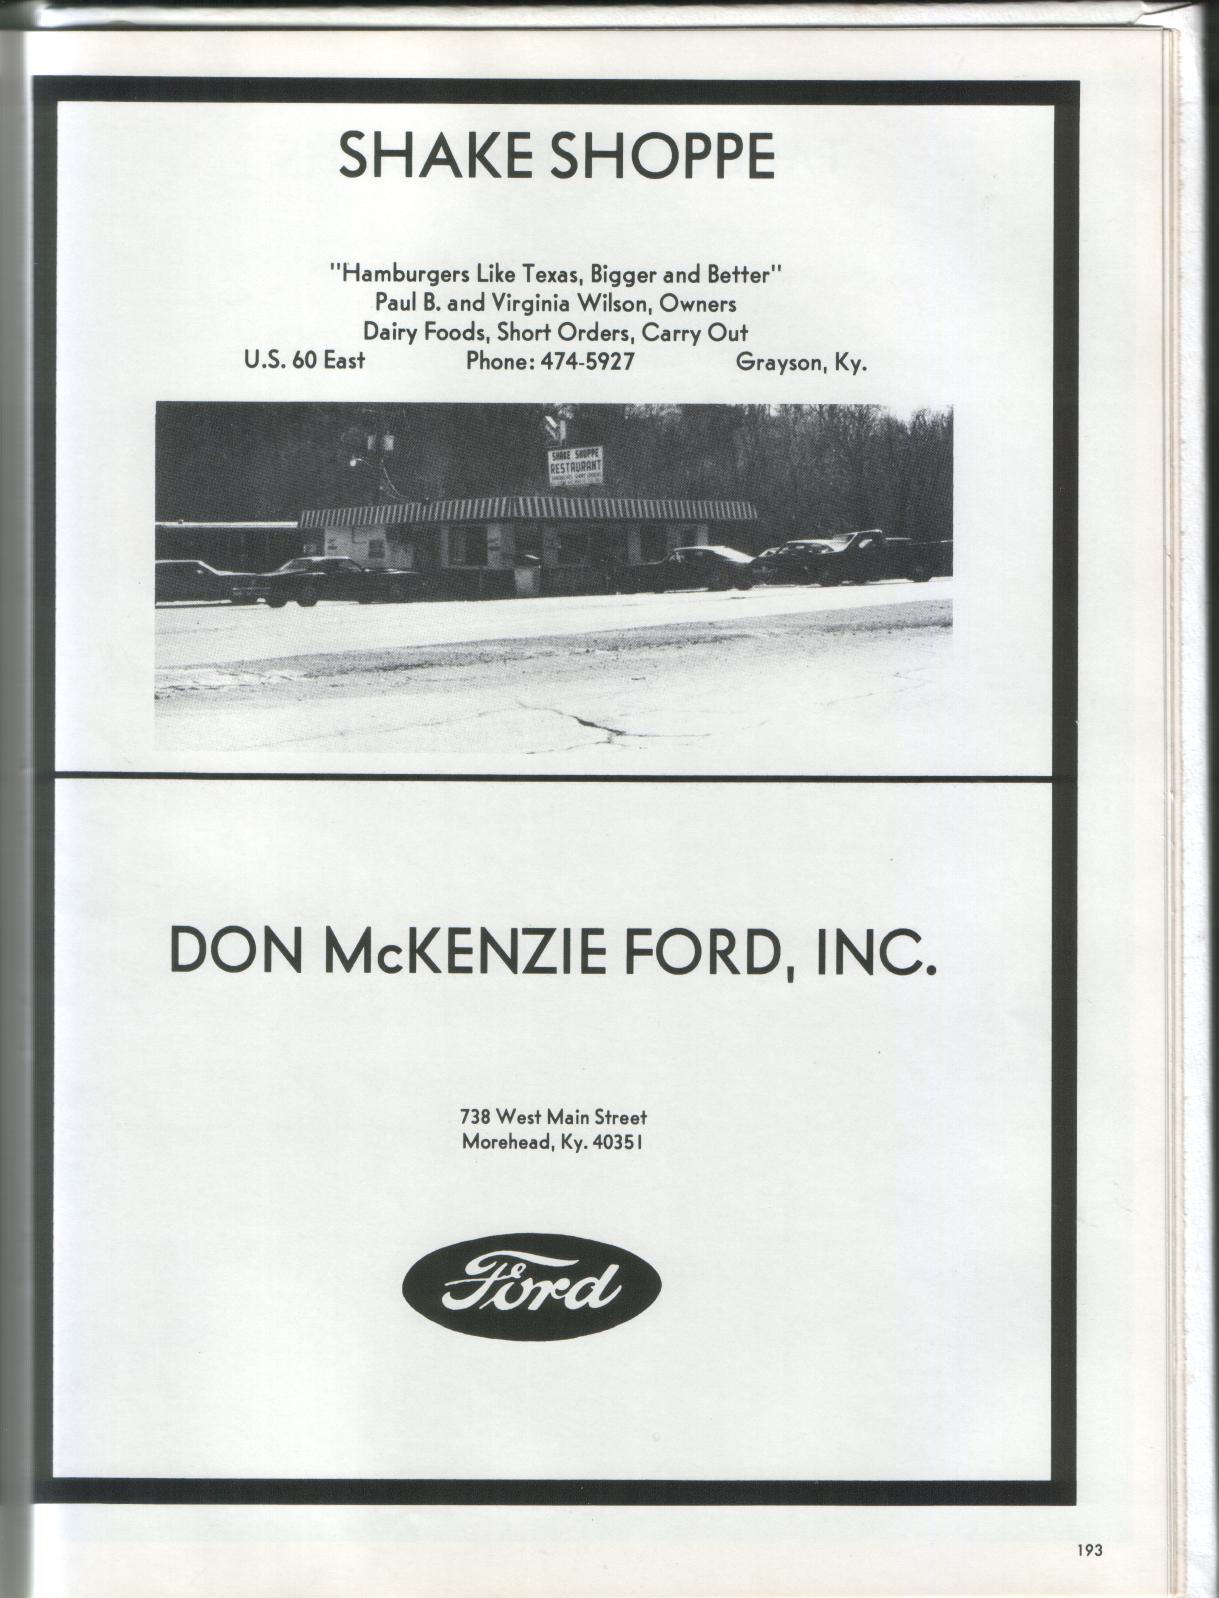 SHAKE SHOPPE
"Hamburgers Like Texas, Bigger and Better"
Paul B. and Virginia Wilson, Owners
Dairy Foods, Short Orders, Carry Out
U.S. 60 East Phone: 474-5927 Grayson, Ky.
SHAKE SHOPPE
RESTAURANT
DON McKENZIE FORD, INC.
738 West Main Street
Morehead, Ky. 40351
Ford
193